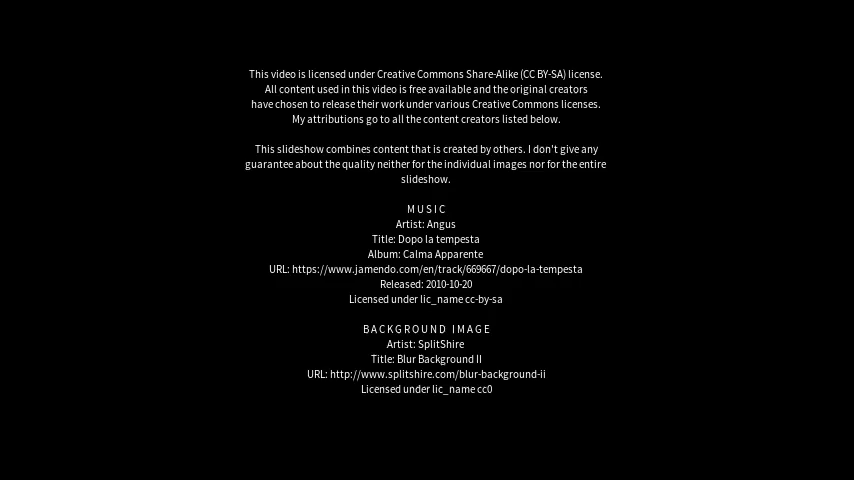 This video is licensed under Creative Commons Share-Alike (CC BY-SA) license.
All content used in this video is free available and the original creators
have chosen to release their work under various Creative Commons licenses.
My attributions go to all the content creators listed below.
This slideshow combines content that is created by others. I don't give any
guarantee about the quality neither for the individual images nor for the entire
slideshow.
MUSIC
Artist: Angus
Title: Dopo la tempesta
Album: Calma Apparente
URL: https://www.jamendo.com/en/track/669667/dopo-la-tempesta
Released: 2010-10-20
Licensed under lic_name cc-by-sa
BACKGROUND IMAGE
Artist: SplitShire
Title: Blur Background II
URL: http://www.splitshire.com/blur-background-ii
Licensed under lic_name cc0